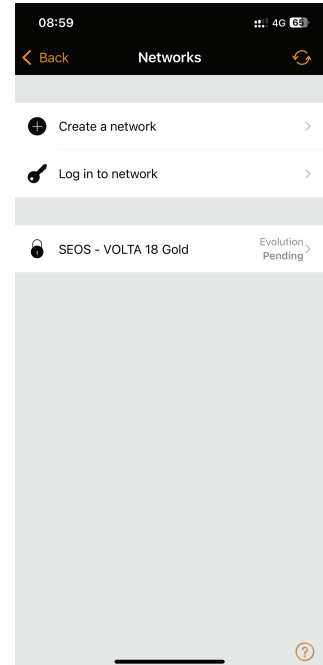 08:59
4G 65
Back
Networks
Create a network
Log in to network
SEOS - VOLTA 18 Gold
Evolution
Pending
?